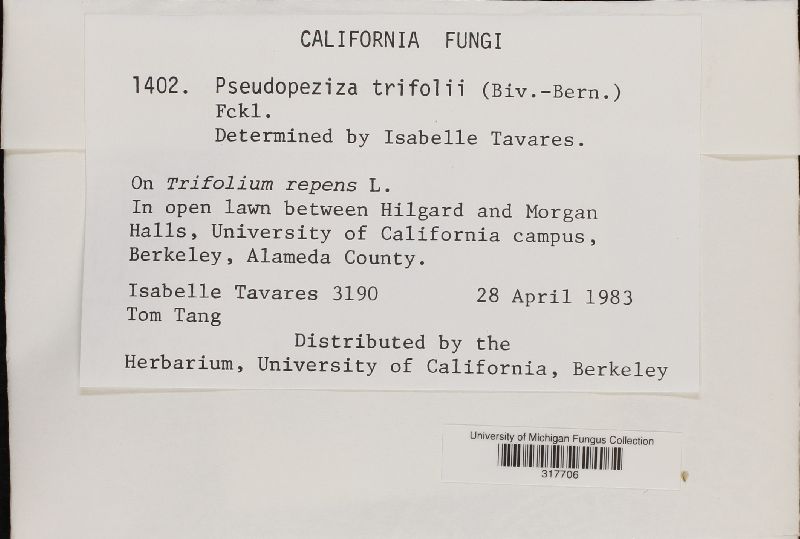 CALIFORNIA FUNGI
1402. Pseudopeziza trifolii (Biv.-Bern.)
Fckl.
Determined by Isabelle Tavares.
On Trifolium repens L.
In open lawn between Hilgard and Morgan
Halls, University of California campus,
Berkeley, Alameda County.
Isabelle Tavares 3190 28 April 1983
Tom Tang
Distributed by the
Herbarium, University of California, Berkeley
University of Michigan Fungus Collection
317706